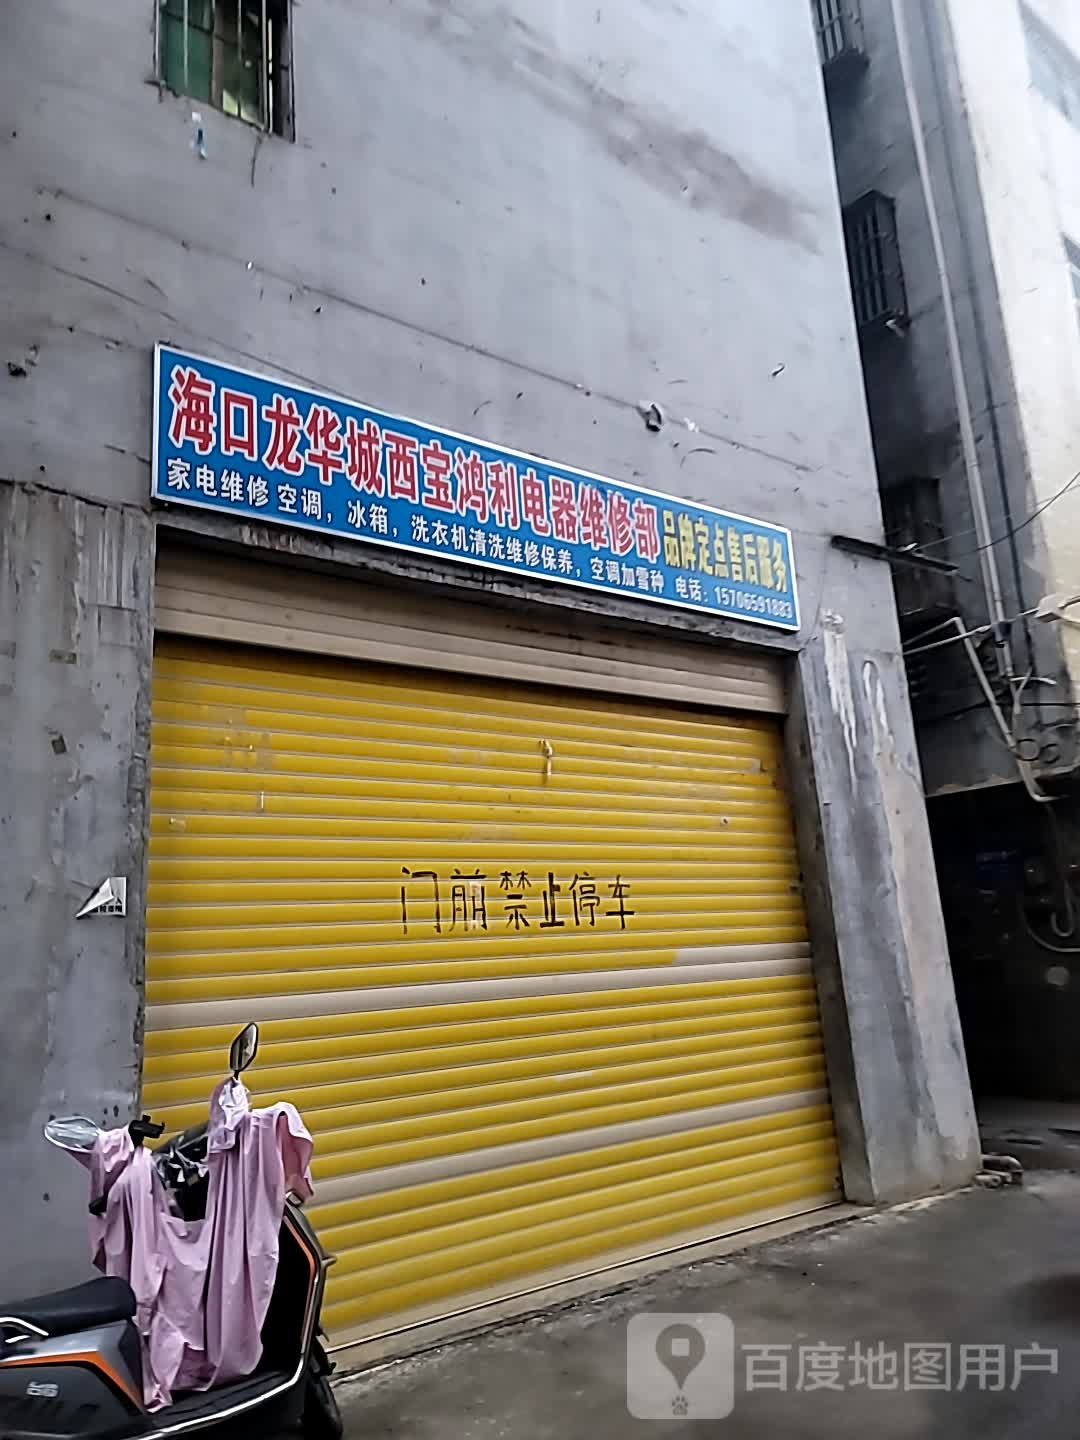 海口龙华城西宝鸿利电器维修部 品牌定点售后服务
家电维修 空调，冰箱，洗衣机清洗维修保养，空调加雪种 电话：15706591883
门前禁止停车
百度地图用户